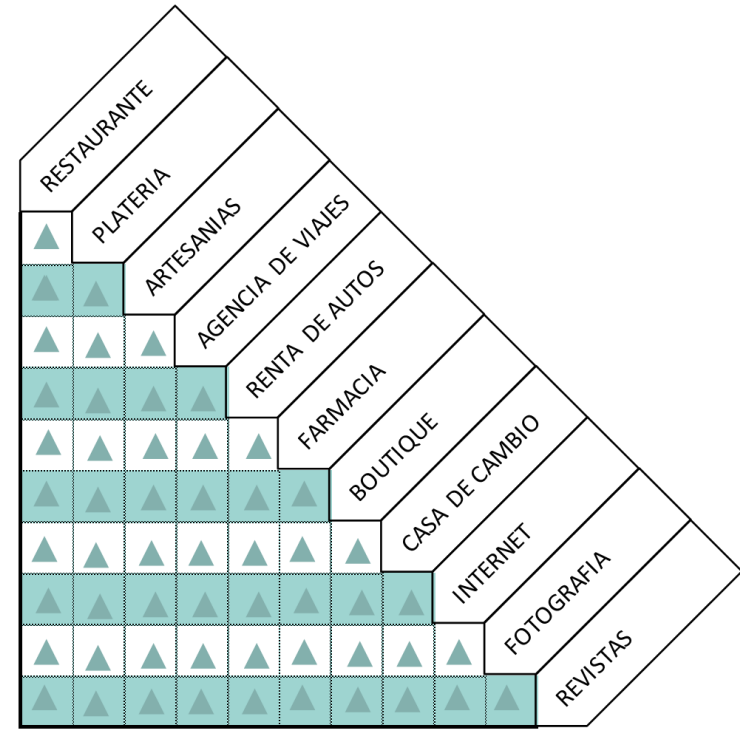 RESTAURANTE
PLATERIA
ARTESANIAS
AGENCIA DE VIAJES
RENTA DE AUTOS
FARMACIA
BOUTIQUE
CASA DE CAMBIO
INTERNET
FOTOGRAFIA
REVISTAS